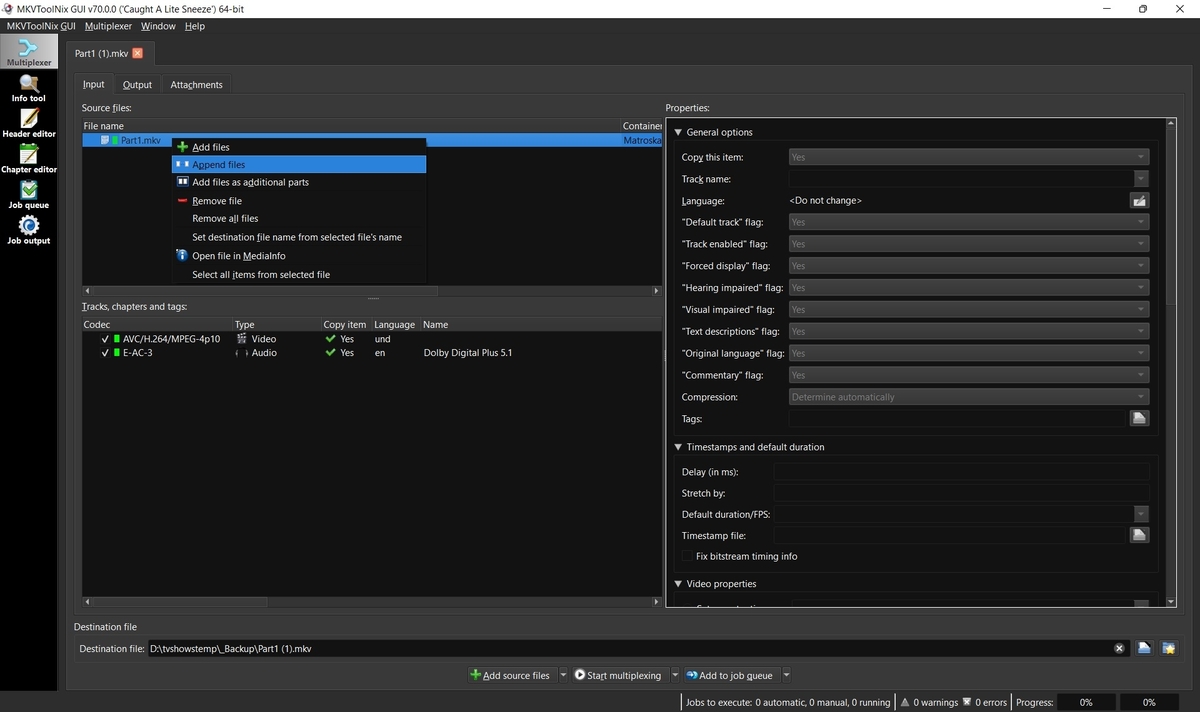 MKVToolNix GUI v70.0.0 ('Caught A Lite Sneeze') 64-bit
MKVToolNix GUI Multiplexer Window Help
Multiplexer
Info tool
Header editor
Chapter editor
Job queue
Job output
Part1 (1).mkv
Input Output Attachments
Source files:
File name Container
Part1.mkv Matroska
Add files
Append files
Add files as additional parts
Remove file
Remove all files
Set destination file name from selected file's name
Open file in MediaInfo
Select all items from selected file
Tracks, chapters and tags:
Codec Type Copy item Language Name
AVC/H.264/MPEG-4p10 Video Yes und
E-AC-3 Audio Yes en Dolby Digital Plus 5.1
Properties:
General options
Copy this item: Yes
Track name:
Language: <Do not change>
"Default track" flag: Yes
"Track enabled" flag: Yes
"Forced display" flag: Yes
"Hearing impaired" flag: Yes
"Visual impaired" flag: Yes
"Text descriptions" flag: Yes
"Original language" flag: Yes
"Commentary" flag: Yes
Compression: Determine automatically
Tags:
Timestamps and default duration
Delay (in ms):
Stretch by:
Default duration/FPS:
Timestamp file:
Fix bitstream timing info
Video properties
Destination file
Destination file: D:\tvshowstemp\_Backup\Part1 (1).mkv
Add source files Start multiplexing Add to job queue
Jobs to execute: 0 automatic, 0 manual, 0 running 0 warnings 0 errors Progress: 0% 0%